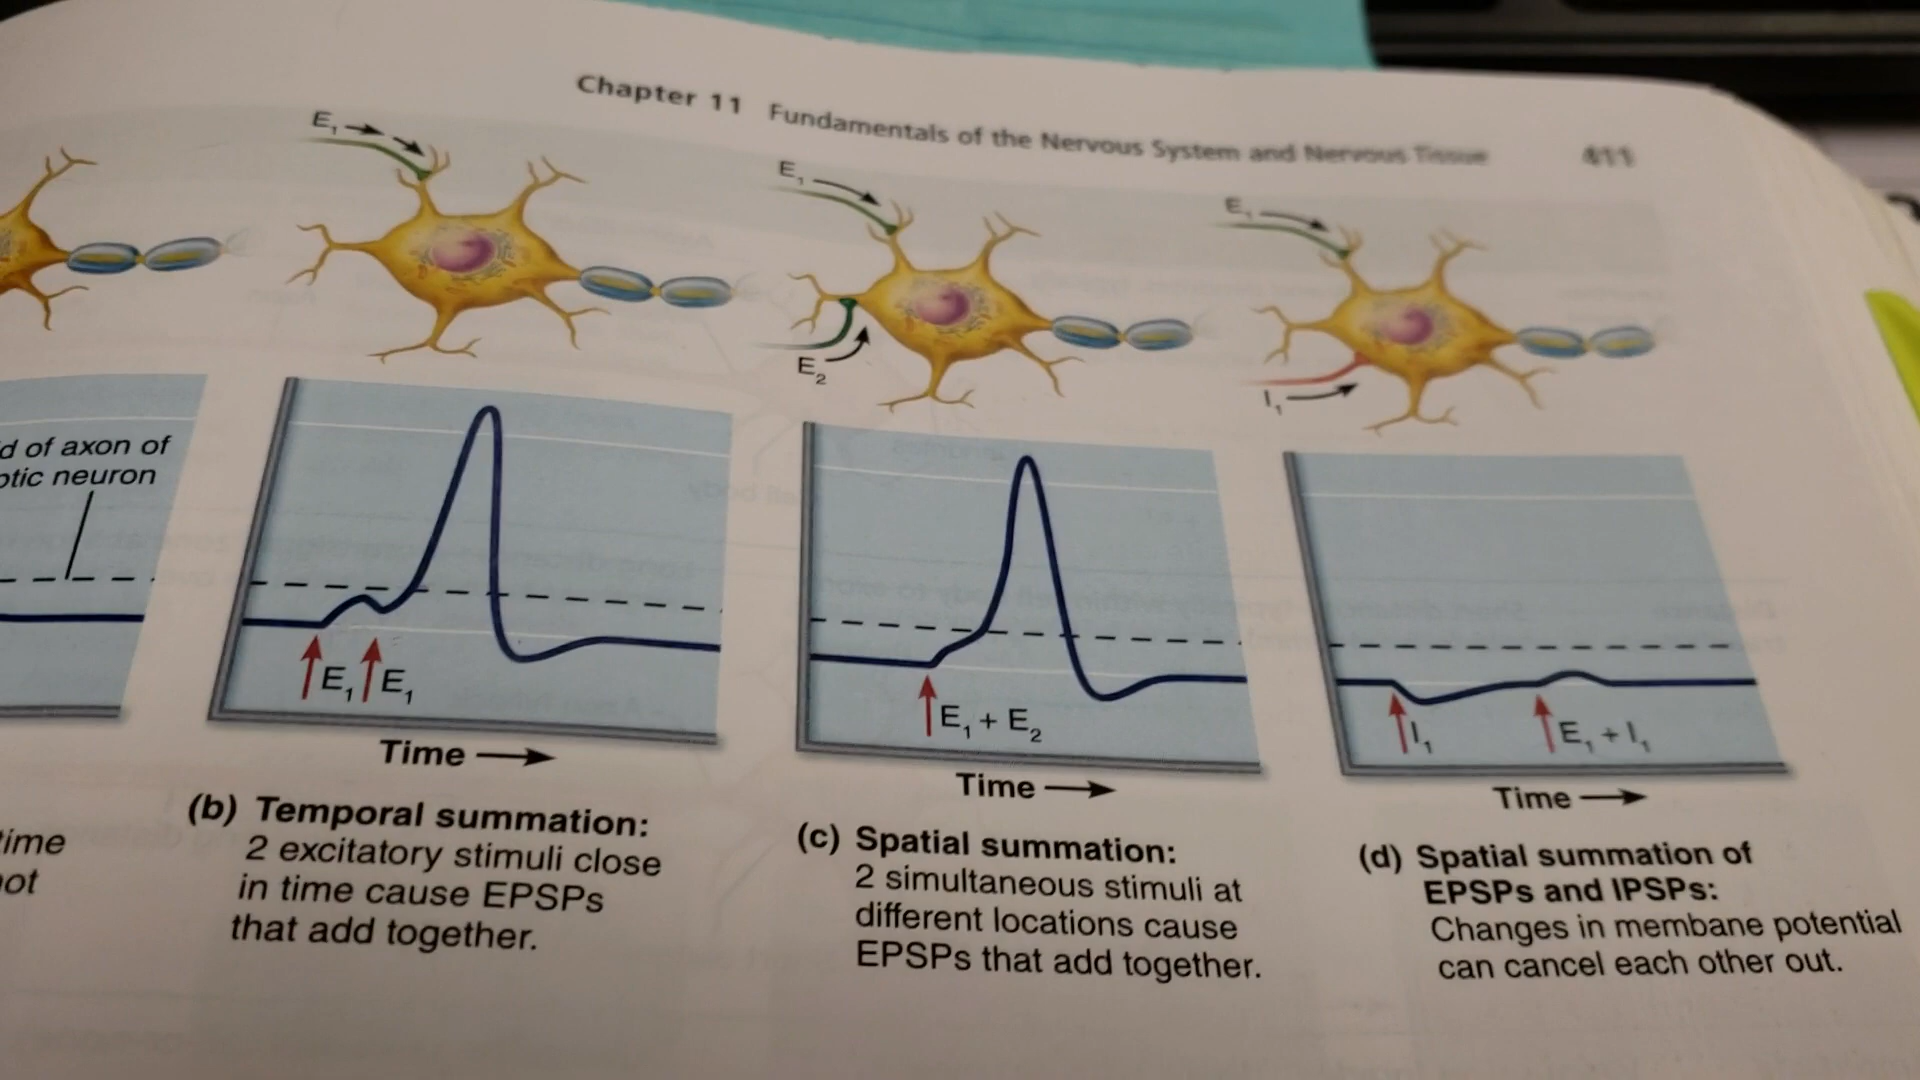 Chapter 11 Fundamentals of the Nervous System and Nervous Tissue 411
E1
E1
E2
E1
I1
d of axon of
otic neuron
E1 E1
Time
E1 + E2
Time
I1 E1 + I1
Time
time
not
(b) Temporal summation:
2 excitatory stimuli close
in time cause EPSPs
that add together.
(c) Spatial summation:
2 simultaneous stimuli at
different locations cause
EPSPs that add together.
(d) Spatial summation of
EPSPs and IPSPs:
Changes in membane potential
can cancel each other out.